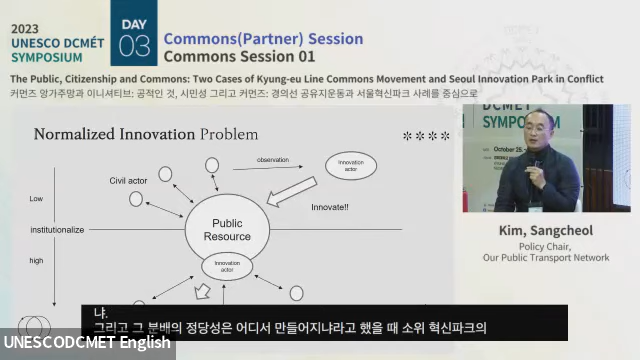 2023
UNESCO DCMÉT
SYMPOSIUM
DAY
03
Commons(Partner) Session
Commons Session 01
The Public, Citizenship and Commons: Two Cases of Kyung-eu Line Commons Movement and Seoul Innovation Park in Conflict
커먼즈 앙가주망과 이니셔티브: 공적인 것, 시민성 그리고 커먼즈: 경의선 공유지운동과 서울혁신파크 사례를 중심으로
Normalized Innovation Problem
✲ ✲ ✲ ✲
observation
Innovation
actor
Civil actor
Low
Innovate!!
Public
Resource
institutionalize
high
Innovation
actor
DCMÉT
SYMPOSIUM
October 25.
Kim, Sangcheol
Policy Chair,
Our Public Transport Network
냐.
그리고 그 분배의 정당성은 어디서 만들어지냐라고 했을 때 소위 혁신파크의
UNESCODCMET English